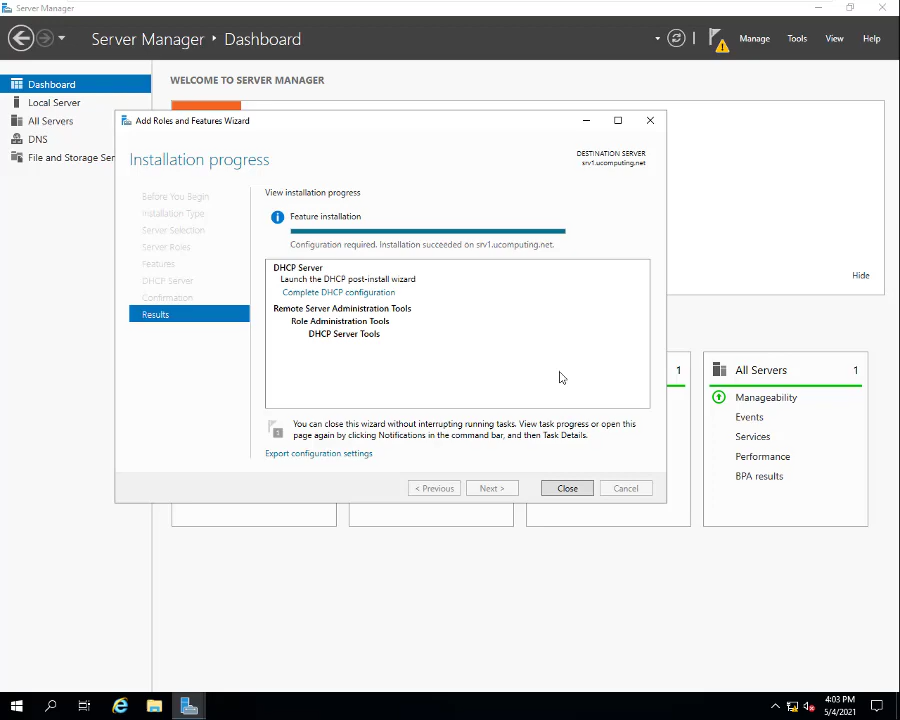 Server Manager
Server Manager ‣ Dashboard
Manage
Tools
View
Help
Dashboard
Local Server
All Servers
DNS
File and Storage Ser
WELCOME TO SERVER MANAGER
Hide
Add Roles and Features Wizard
Installation progress
DESTINATION SERVER
srv1.ucomputing.net
Before You Begin
Installation Type
Server Selection
Server Roles
Features
DHCP Server
Confirmation
Results
View installation progress
Feature installation
Configuration required. Installation succeeded on srv1.ucomputing.net.
DHCP Server
Launch the DHCP post-install wizard
Complete DHCP configuration
Remote Server Administration Tools
Role Administration Tools
DHCP Server Tools
You can close this wizard without interrupting running tasks. View task progress or open this
page again by clicking Notifications in the command bar, and then Task Details.
Export configuration settings
< Previous
Next >
Close
Cancel
1
All Servers 1
Manageability
Events
Services
Performance
BPA results
4:03 PM
5/4/2021